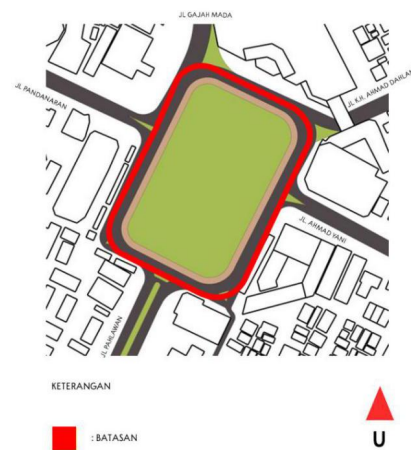 JL GAJAH MADA
JL PANDANARAN
JL K.H. AHMAD DAHLAN
JL. AHMAD YANI
JL PAHLAWAN
KETERANGAN
: BATASAN
U